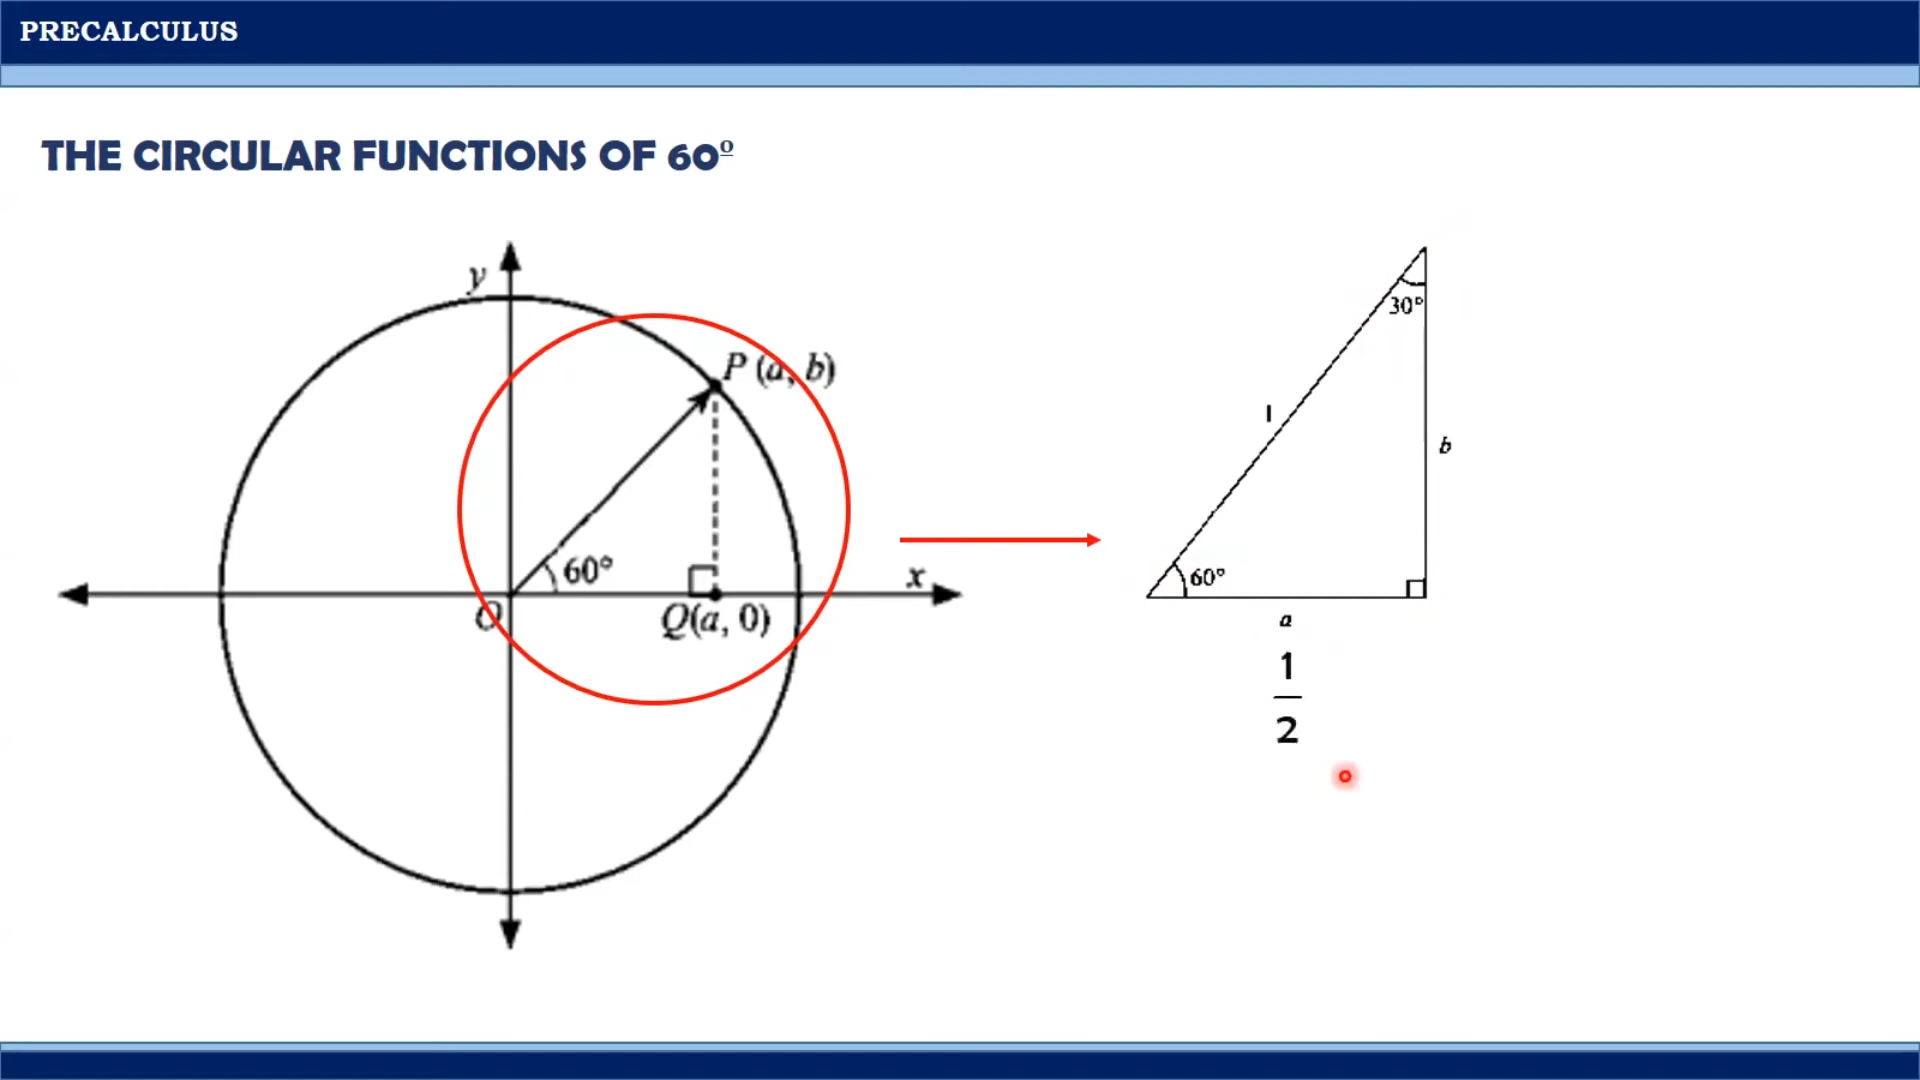 PRECALCULUS
THE CIRCULAR FUNCTIONS OF 60º
y
P (a, b)
60°
x
O
Q(a, 0)
30°
1
b
60°
a
1
2